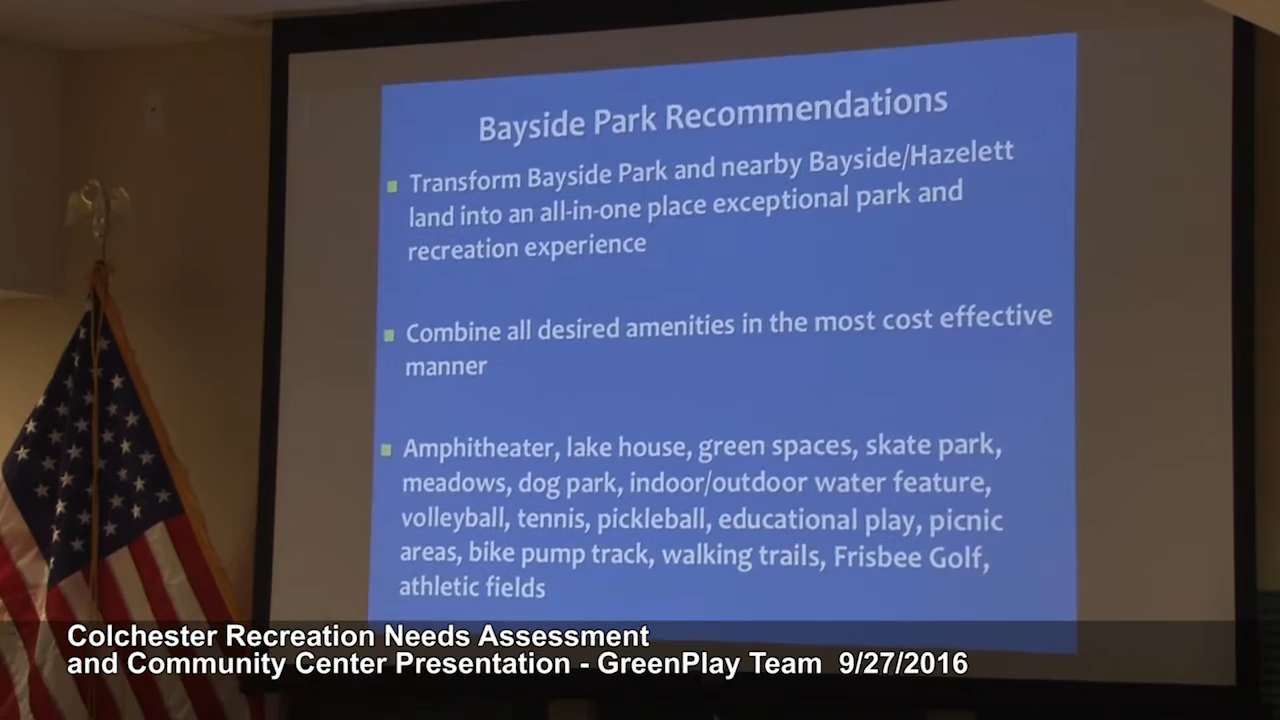 Bayside Park Recommendations
Transform Bayside Park and nearby Bayside/Hazelett
land into an all-in-one place exceptional park and
recreation experience
Combine all desired amenities in the most cost effective
manner
Amphitheater, lake house, green spaces, skate park,
meadows, dog park, indoor/outdoor water feature,
volleyball, tennis, pickleball, educational play, picnic
areas, bike pump track, walking trails, Frisbee Golf,
athletic fields
Colchester Recreation Needs Assessment
and Community Center Presentation - GreenPlay Team  9/27/2016